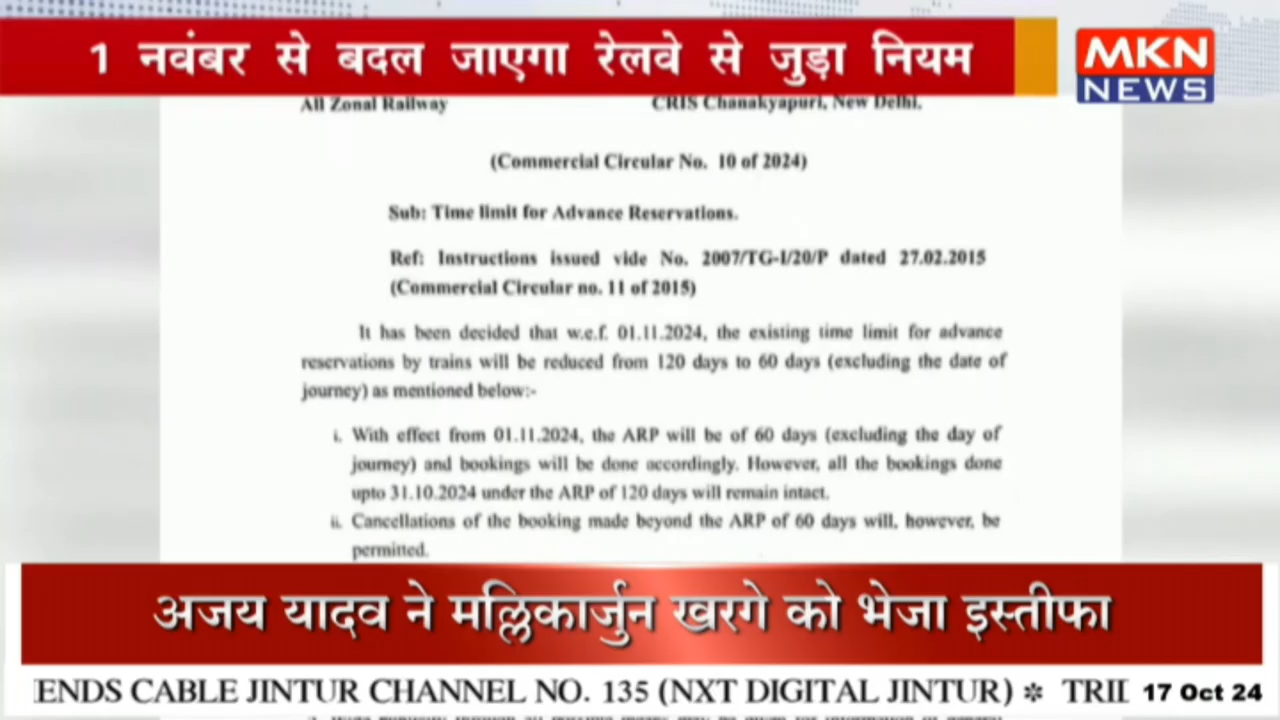 1 नवंबर से बदल जाएगा रेलवे से जुड़ा नियम
MKN
NEWS
All Zonal Railway
CRIS Chanakyapuri, New Delhi.
(Commercial Circular No. 10 of 2024)
Sub: Time limit for Advance Reservations.
Ref: Instructions issued vide No. 2007/TG-I/20/P dated 27.02.2015
(Commercial Circular no. 11 of 2015)
It has been decided that w.e.f. 01.11.2024, the existing time limit for advance
reservations by trains will be reduced from 120 days to 60 days (excluding the date of
journey) as mentioned below:-
i. With effect from 01.11.2024, the ARP will be of 60 days (excluding the day of
journey) and bookings will be done accordingly. However, all the bookings done
upto 31.10.2024 under the ARP of 120 days will remain intact.
ii. Cancellations of the booking made beyond the ARP of 60 days will, however, be
permitted.
अजय यादव ने मल्लिकार्जुन खरगे को भेजा इस्तीफा
ENDS CABLE JINTUR CHANNEL NO. 135 (NXT DIGITAL JINTUR) * TRID
17 Oct 24